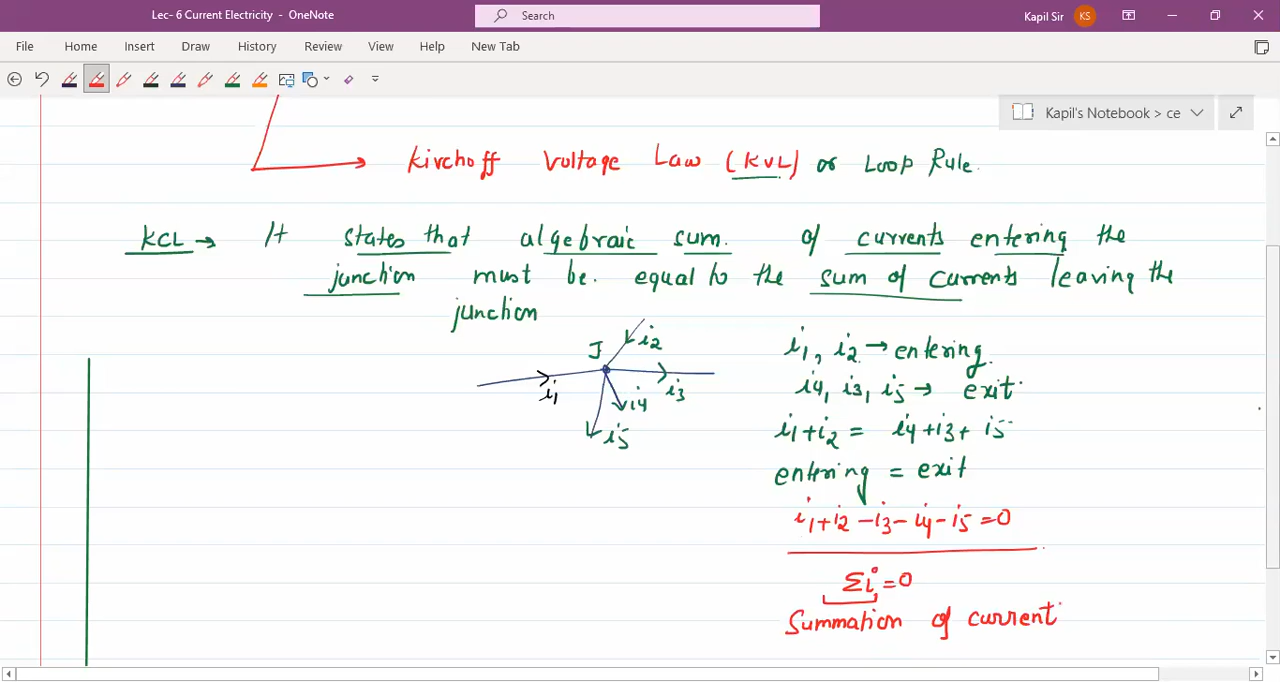 Lec- 6 Current Electricity - OneNote
Search
Kapil Sir KS
File Home Insert Draw History Review View Help New Tab
Kapil's Notebook > ce
Kirchoff Voltage Law (KVL) or Loop Rule.
KCL → It states that algebraic sum. of currents entering the
junction must be. equal to the sum of currents leaving the
junction
J
i2
i1
i3
i4
i5
i1, i2 → entering.
i4, i3, i5 → exit
i1+i2 = i4+i3+ i5
entering = exit
i1+i2 -i3- i4- i5 =0
Σi=0
Summation of current